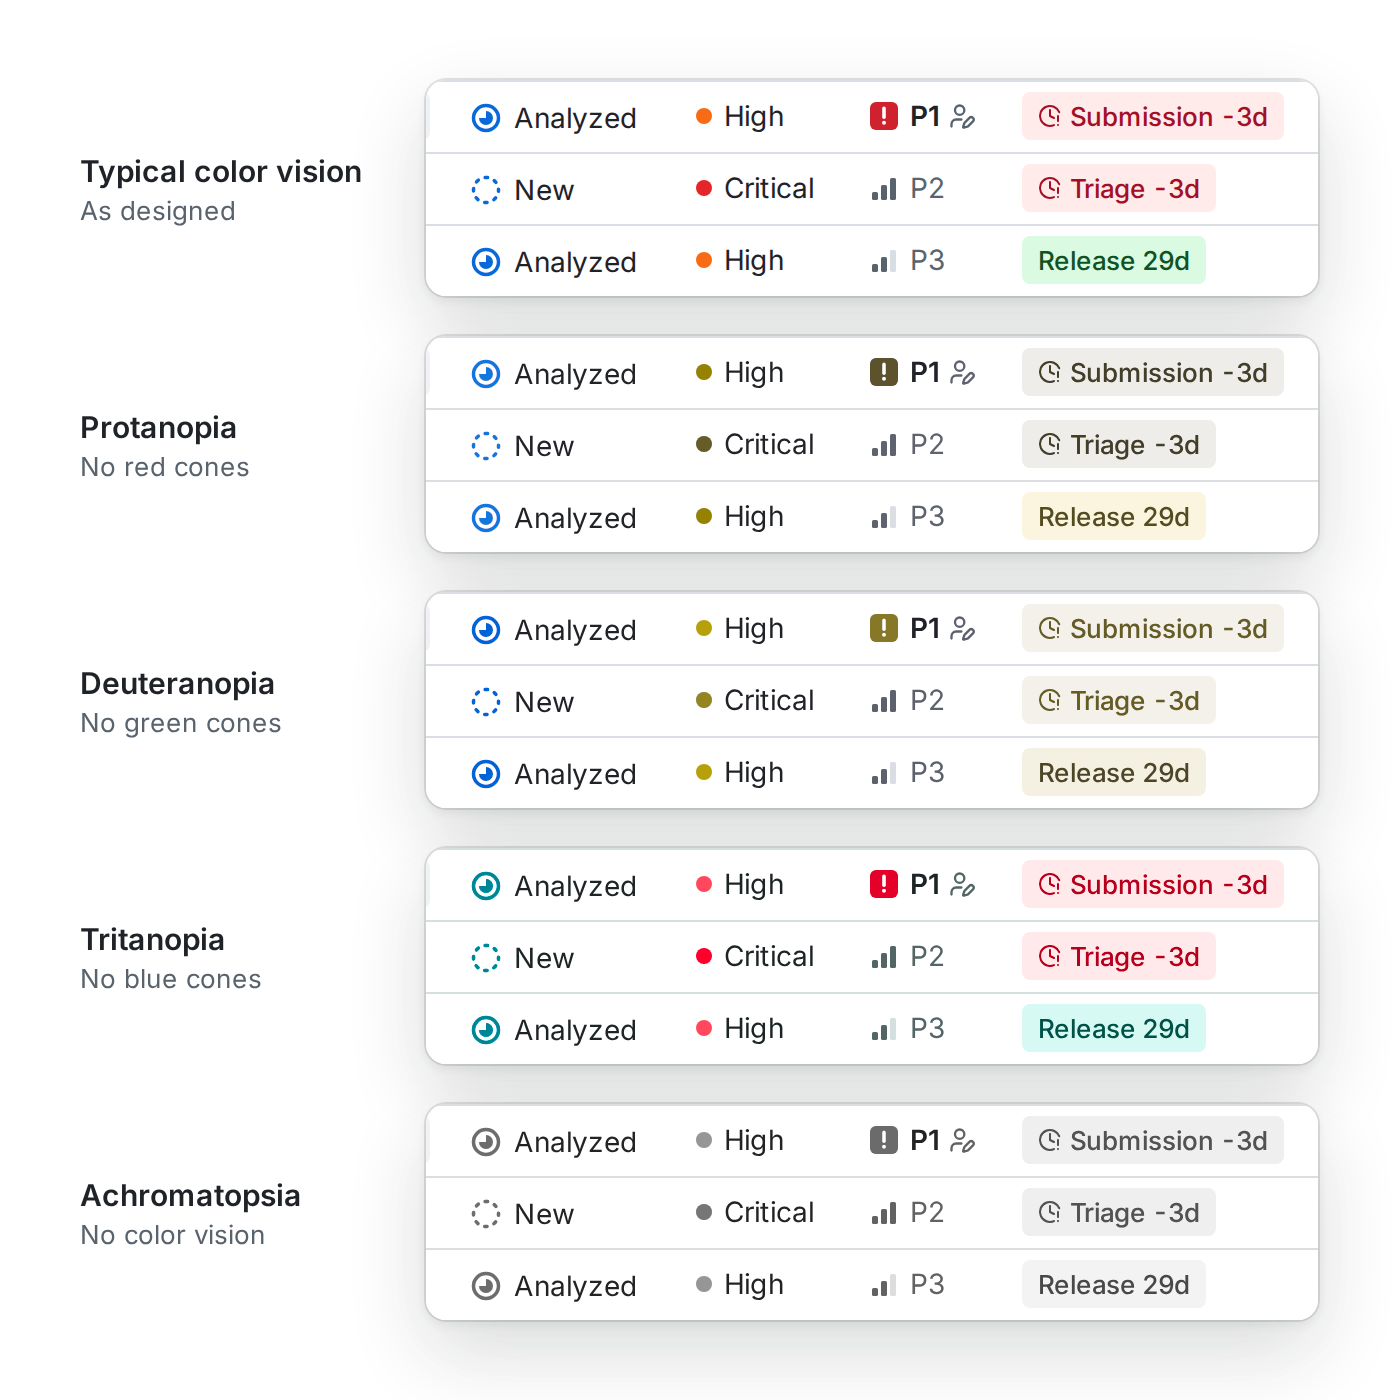 Typical color vision
As designed
Analyzed High P1 Submission -3d
New Critical P2 Triage -3d
Analyzed High P3 Release 29d
Protanopia
No red cones
Analyzed High P1 Submission -3d
New Critical P2 Triage -3d
Analyzed High P3 Release 29d
Deuteranopia
No green cones
Analyzed High P1 Submission -3d
New Critical P2 Triage -3d
Analyzed High P3 Release 29d
Tritanopia
No blue cones
Analyzed High P1 Submission -3d
New Critical P2 Triage -3d
Analyzed High P3 Release 29d
Achromatopsia
No color vision
Analyzed High P1 Submission -3d
New Critical P2 Triage -3d
Analyzed High P3 Release 29d